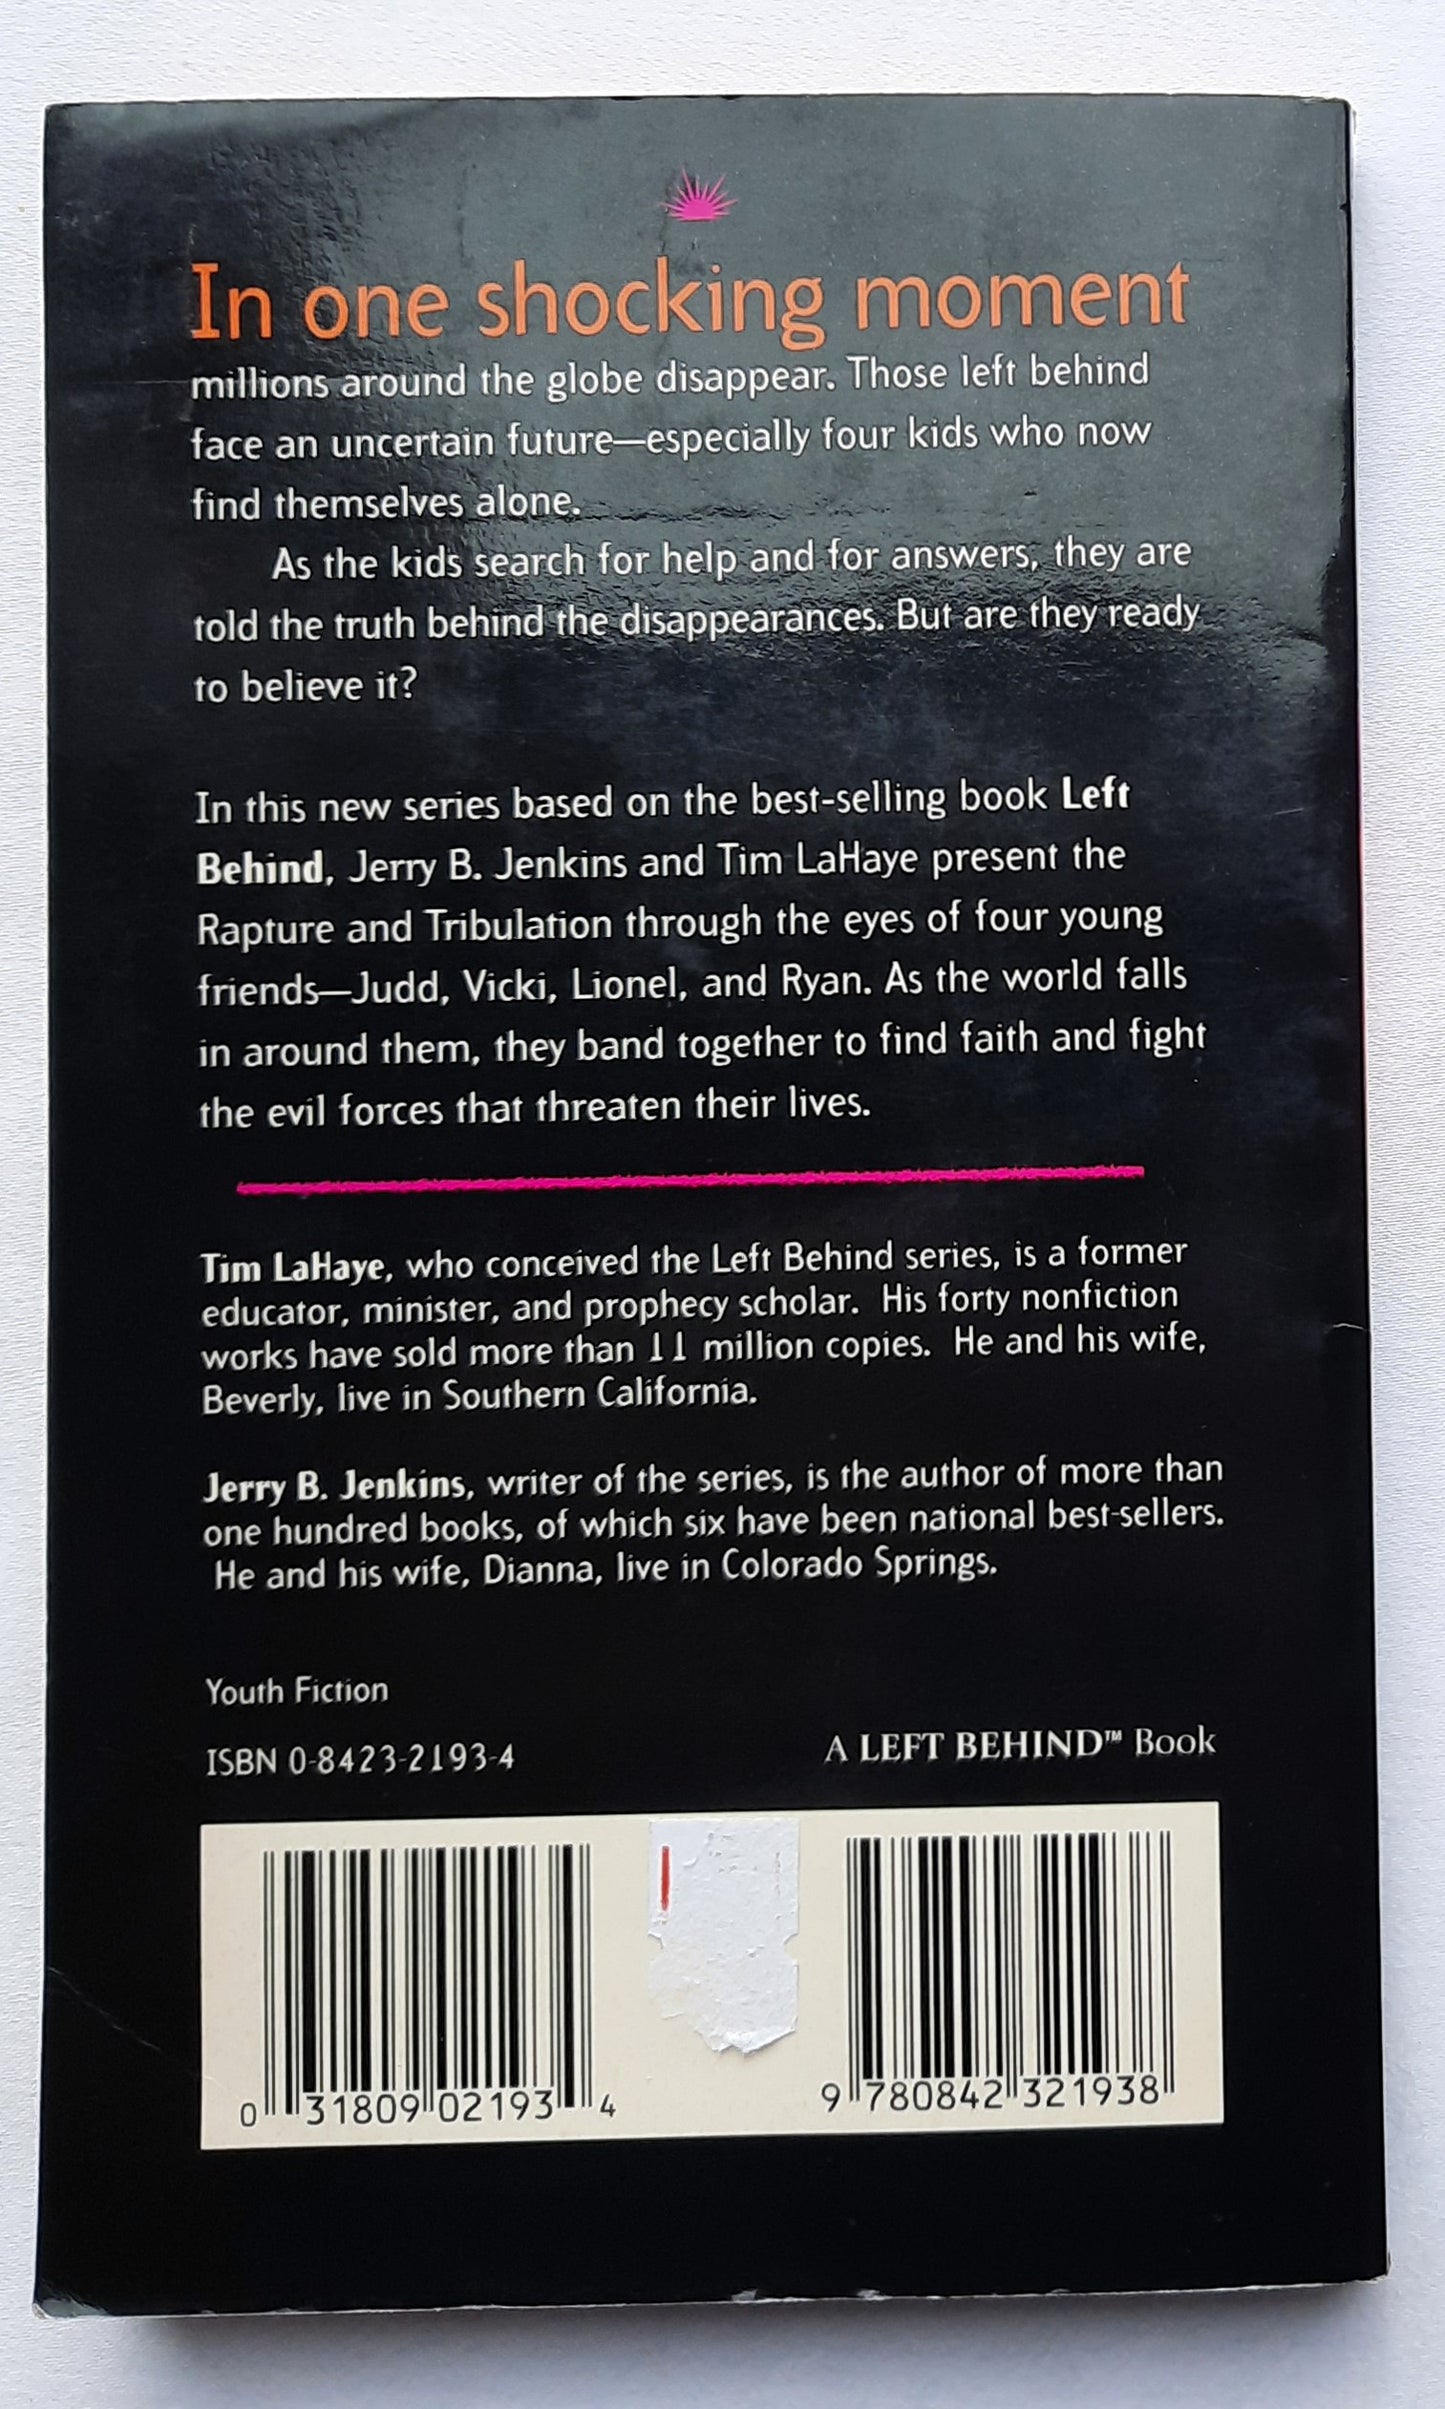 In one shocking moment
millions around the globe disappear. Those left behind
face an uncertain future—especially four kids who now
find themselves alone.
As the kids search for help and for answers, they are
told the truth behind the disappearances. But are they ready
to believe it?
In this new series based on the best-selling book Left
Behind, Jerry B. Jenkins and Tim LaHaye present the
Rapture and Tribulation through the eyes of four young
friends—Judd, Vicki, Lionel, and Ryan. As the world falls
in around them, they band together to find faith and fight
the evil forces that threaten their lives.
Tim LaHaye, who conceived the Left Behind series, is a former
educator, minister, and prophecy scholar. His forty nonfiction
works have sold more than 11 million copies. He and his wife,
Beverly, live in Southern California.
Jerry B. Jenkins, writer of the series, is the author of more than
one hundred books, of which six have been national best-sellers.
He and his wife, Dianna, live in Colorado Springs.
Youth Fiction
ISBN 0-8423-2193-4
A LEFT BEHIND™ Book
0 31809 02193 4
9 780842 321938